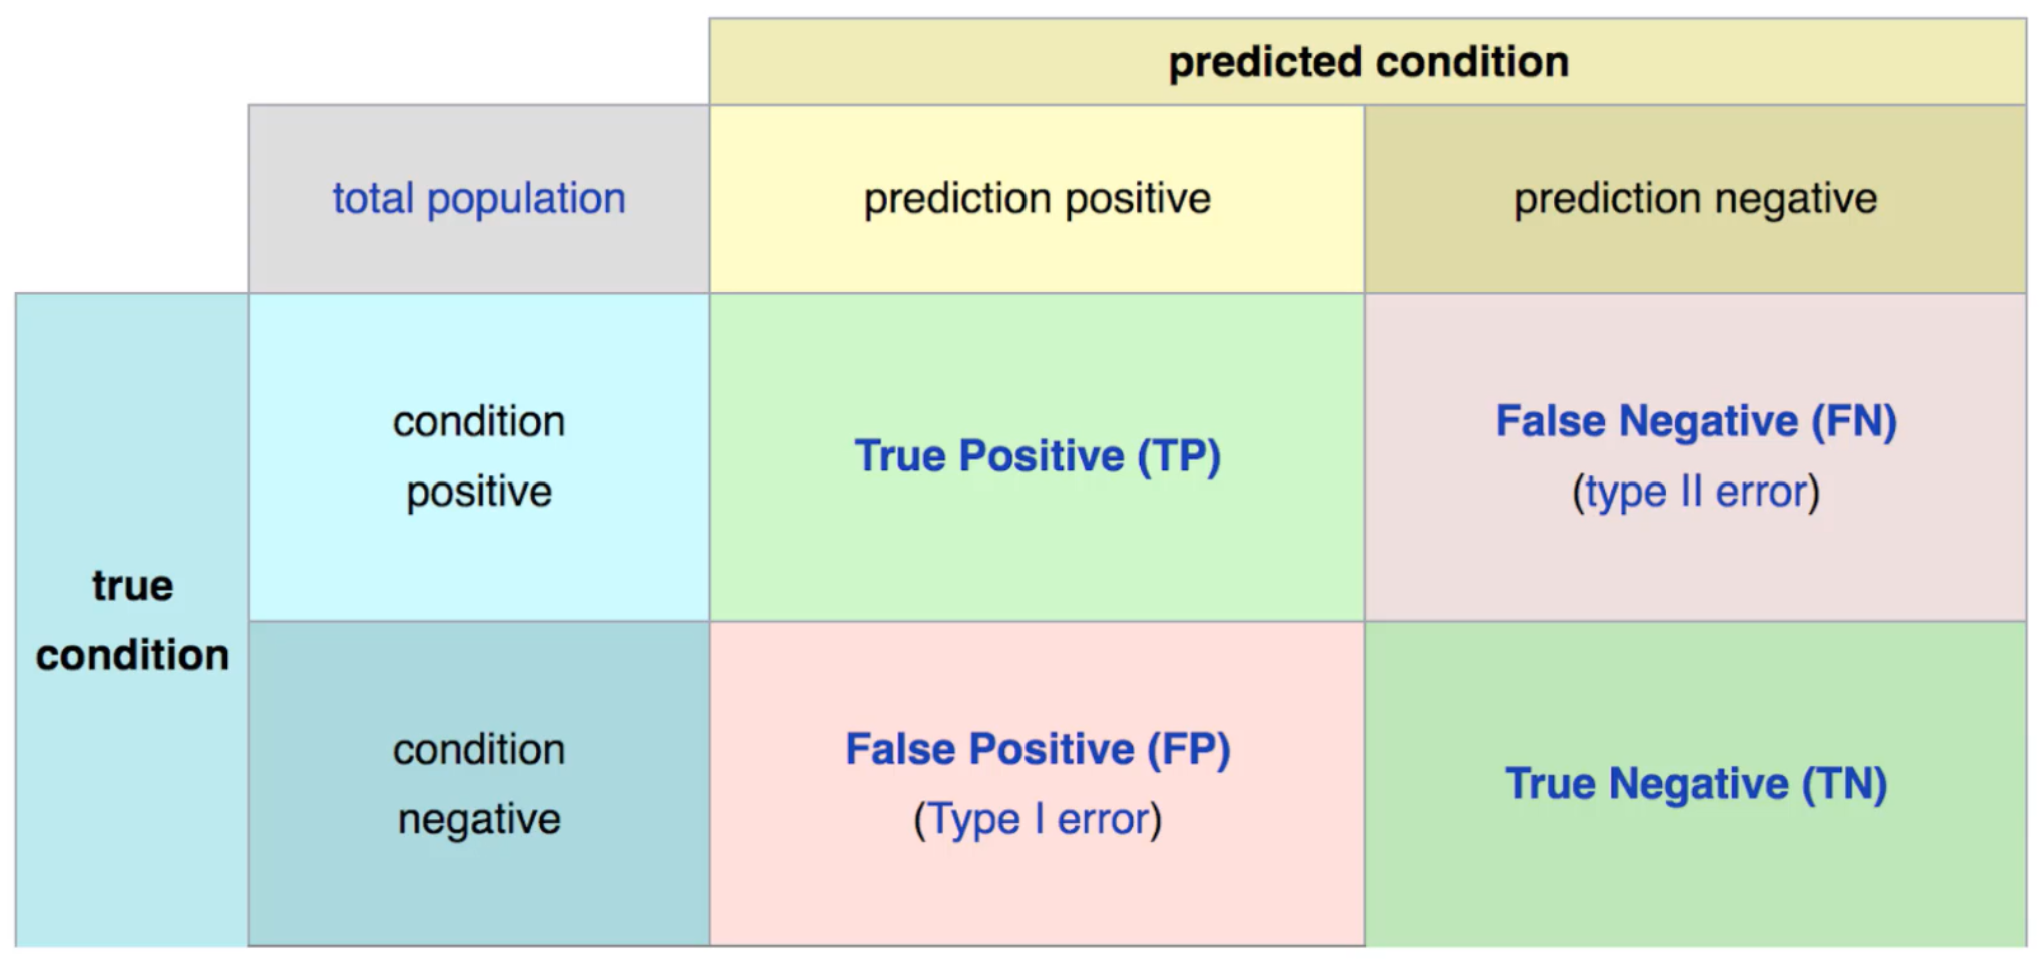 predicted condition
total population
prediction positive
prediction negative
true
condition
condition
positive
True Positive (TP)
False Negative (FN)
(type II error)
condition
negative
False Positive (FP)
(Type I error)
True Negative (TN)